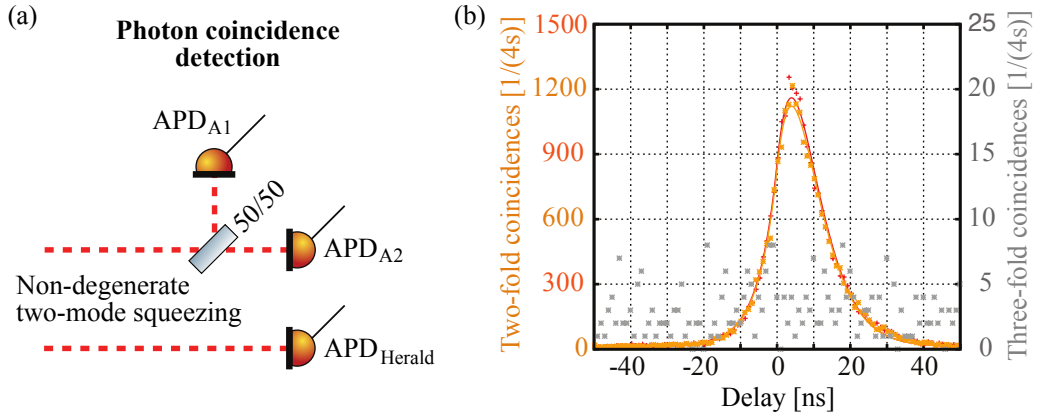 (a)
Photon coincidence
detection
APD_A1
50/50
APD_A2
Non-degenerate
two-mode squeezing
APD_Herald
(b)
Two-fold coincidences [1/(4s)]
1500
1200
900
600
300
0
-40
-20
0
20
40
Delay [ns]
25
20
15
10
5
0
Three-fold coincidences [1/(4s)]